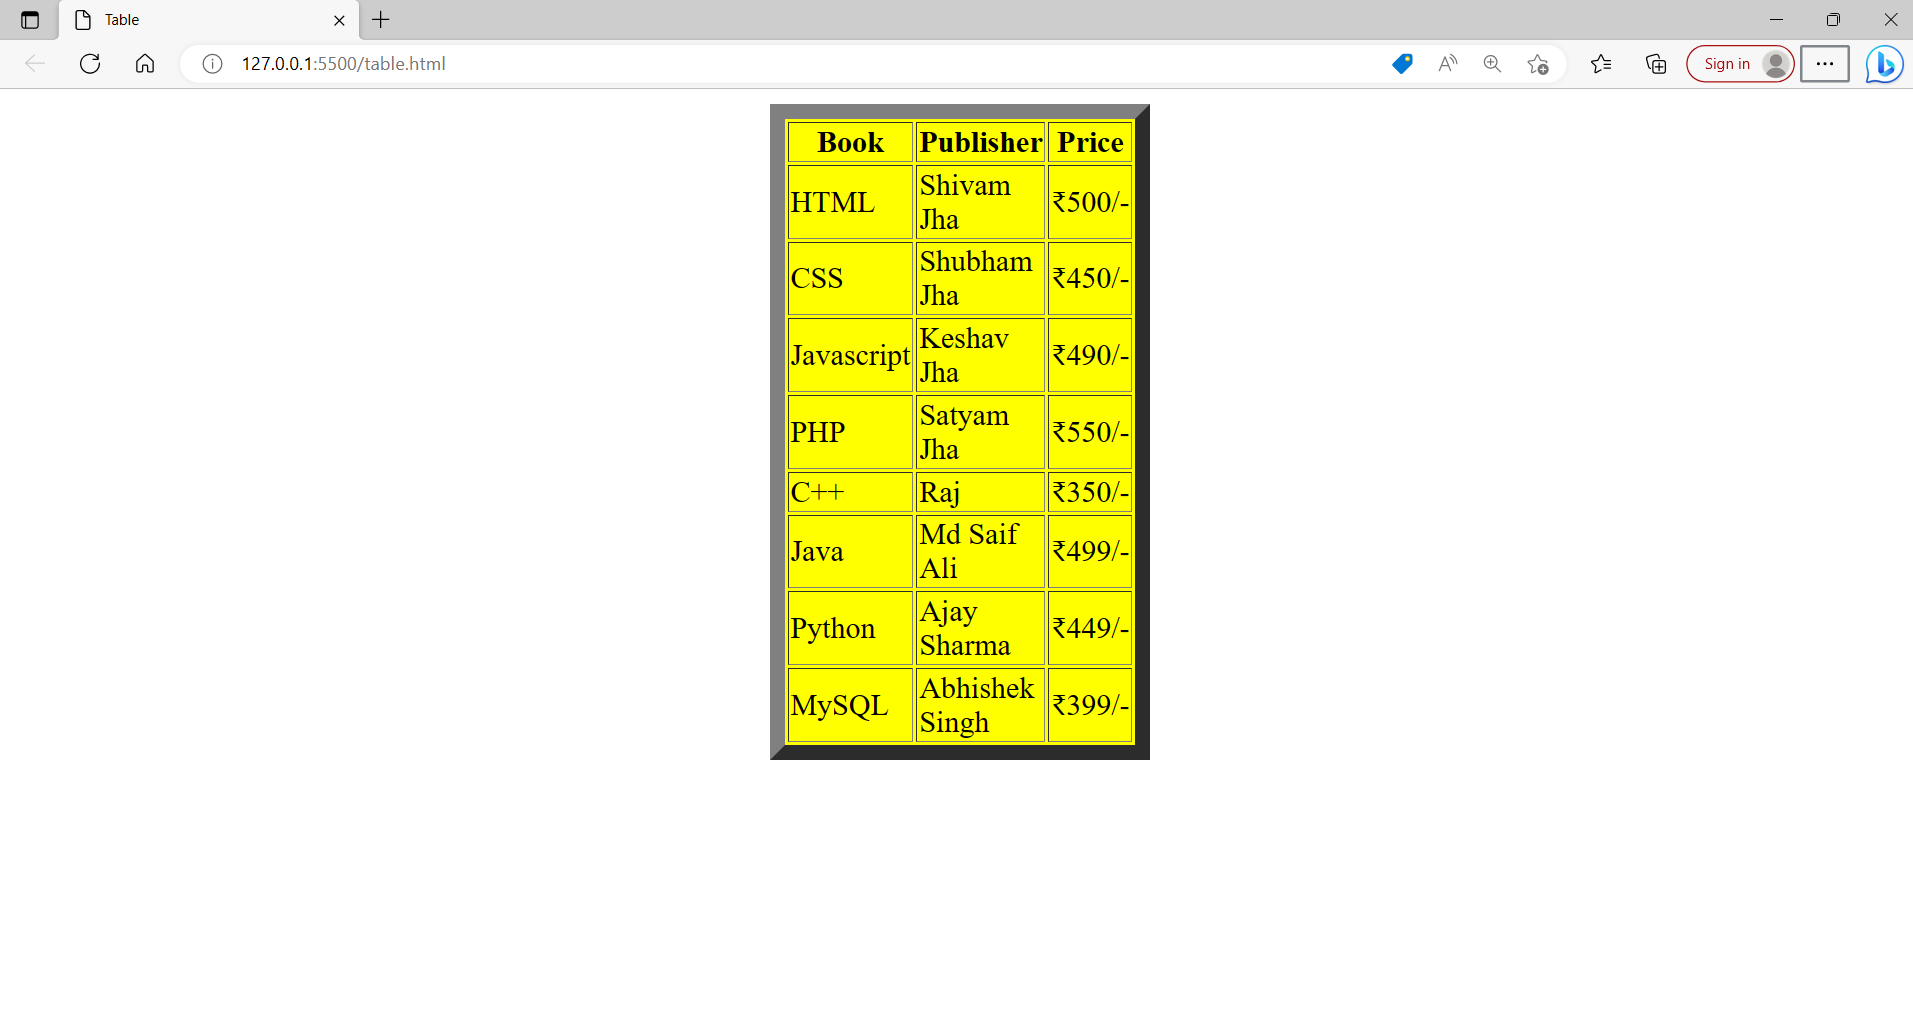 Table
127.0.0.1:5500/table.html
Sign in
Book Publisher Price
HTML Shivam Jha ₹500/-
CSS Shubham Jha ₹450/-
Javascript Keshav Jha ₹490/-
PHP Satyam Jha ₹550/-
C++ Raj ₹350/-
Java Md Saif Ali ₹499/-
Python Ajay Sharma ₹449/-
MySQL Abhishek Singh ₹399/-